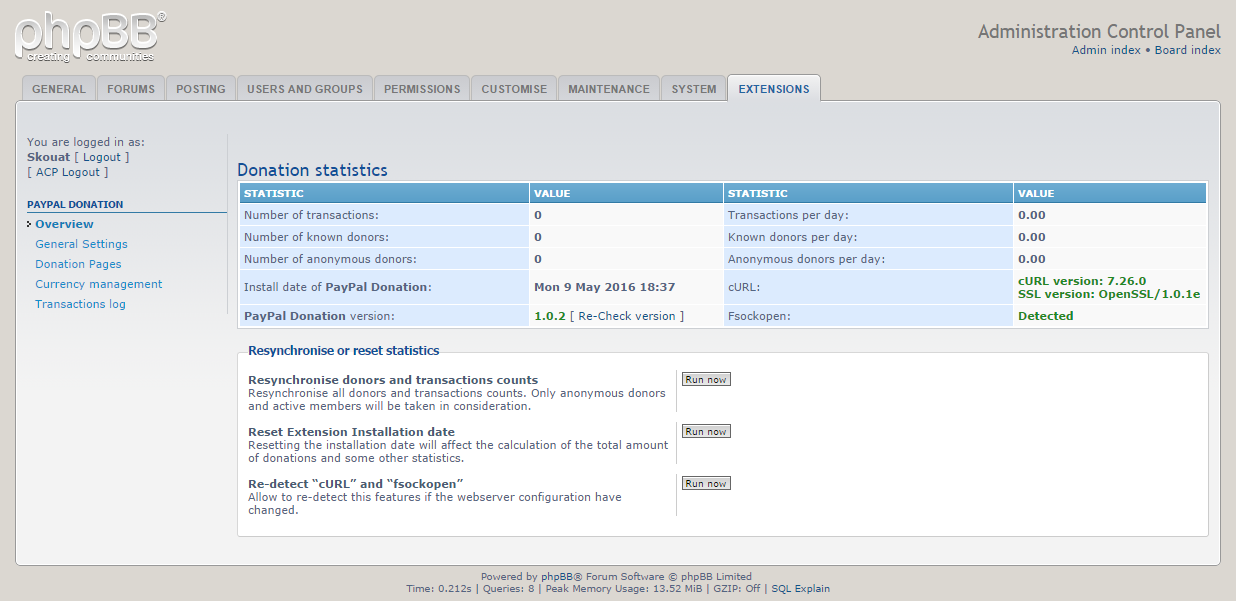 phpBB®
creating communities
Administration Control Panel
Admin index • Board index
GENERAL FORUMS POSTING USERS AND GROUPS PERMISSIONS CUSTOMISE MAINTENANCE SYSTEM EXTENSIONS
You are logged in as:
Skouat [ Logout ]
[ ACP Logout ]
PAYPAL DONATION
Overview
General Settings
Donation Pages
Currency management
Transactions log
Donation statistics
STATISTIC VALUE STATISTIC VALUE
Number of transactions: 0 Transactions per day: 0.00
Number of known donors: 0 Known donors per day: 0.00
Number of anonymous donors: 0 Anonymous donors per day: 0.00
Install date of PayPal Donation: Mon 9 May 2016 18:37 cURL: cURL version: 7.26.0
SSL version: OpenSSL/1.0.1e
PayPal Donation version: 1.0.2 [ Re-Check version ] Fsockopen: Detected
Resynchronise or reset statistics
Resynchronise donors and transactions counts Run now
Resynchronise all donors and transactions counts. Only anonymous donors
and active members will be taken in consideration.
Reset Extension Installation date Run now
Resetting the installation date will affect the calculation of the total amount
of donations and some other statistics.
Re-detect “cURL” and “fsockopen” Run now
Allow to re-detect this features if the webserver configuration have
changed.
Powered by phpBB® Forum Software © phpBB Limited
Time: 0.212s | Queries: 8 | Peak Memory Usage: 13.52 MiB | GZIP: Off | SQL Explain